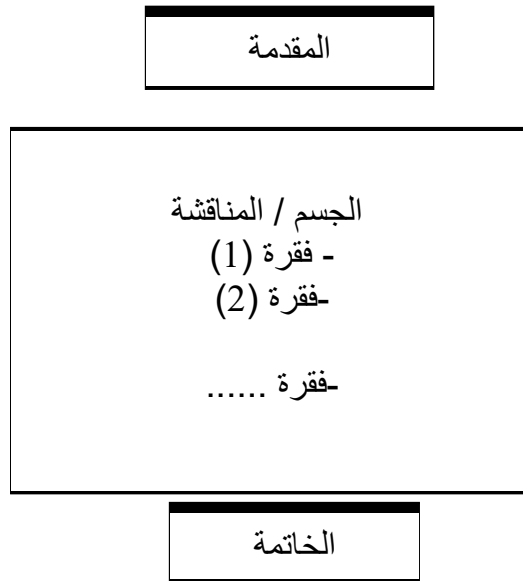 المقدمة
الجسم / المناقشة
- فقرة (1)
-فقرة (2)
-فقرة ......
الخاتمة